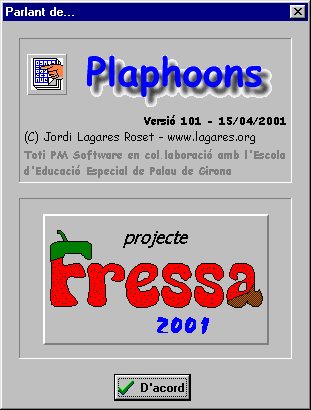 Parlant de...
Plaphoons
Versió 101 - 15/04/2001
(C) Jordi Lagares Roset - www.lagares.org
Toti PM Software en col.laboració amb l'Escola
d'Educació Especial de Palau de Girona
projecte
Fressa
2001
D'acord